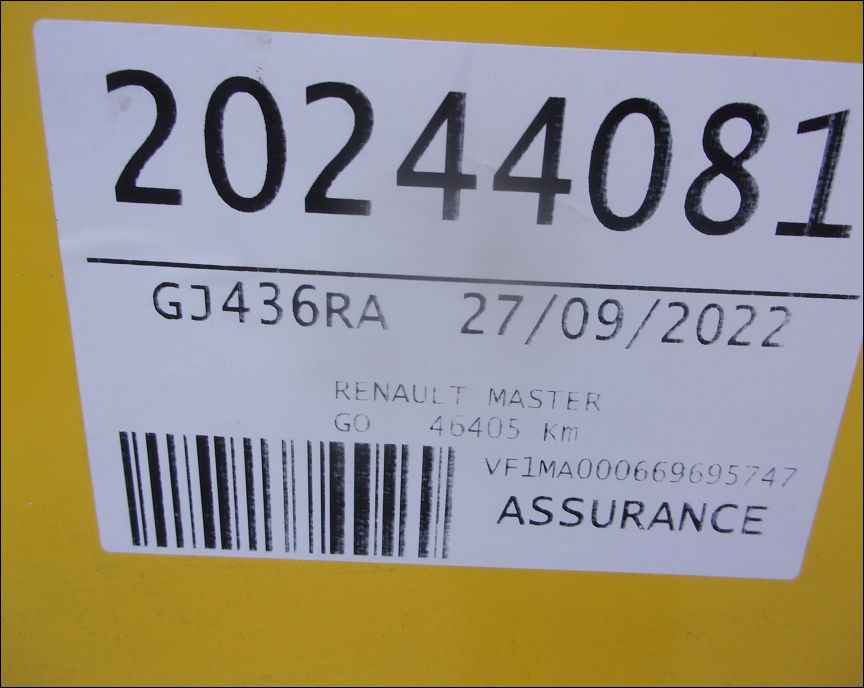 20244081
GJ436RA 27/09/2022
RENAULT MASTER
GO 46405 Km
VF1MA000669695747
ASSURANCE